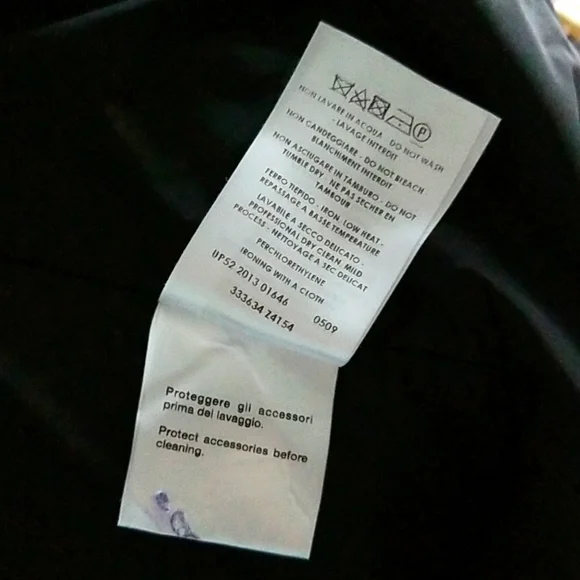 P
NON LAVARE IN ACQUA - DO NOT WASH
- LAVAGE INTERDIT
NON CANDEGGIARE - DO NOT BLEACH
BLANCHIMENT INTERDIT
NON ASCIUGARE IN TAMBURO - DO NOT
TUMBLE DRY - NE PAS SECHER EN
TAMBOUR
FERRO TIEPIDO - IRON LOW HEAT -
REPASSAGE A BASSE TEMPERATURE
LAVABILE A SECCO DELICATO -
PROFESSIONAL DRY CLEAN, MILD
PROCESS - NETTOYAGE A SEC DELICAT
PERCHLORETHYLENE
IRONING WITH A CLOTH
UP52 2013 01646 0509
333634 Z4154
Proteggere gli accessori
prima del lavaggio.
Protect accessories before
cleaning.